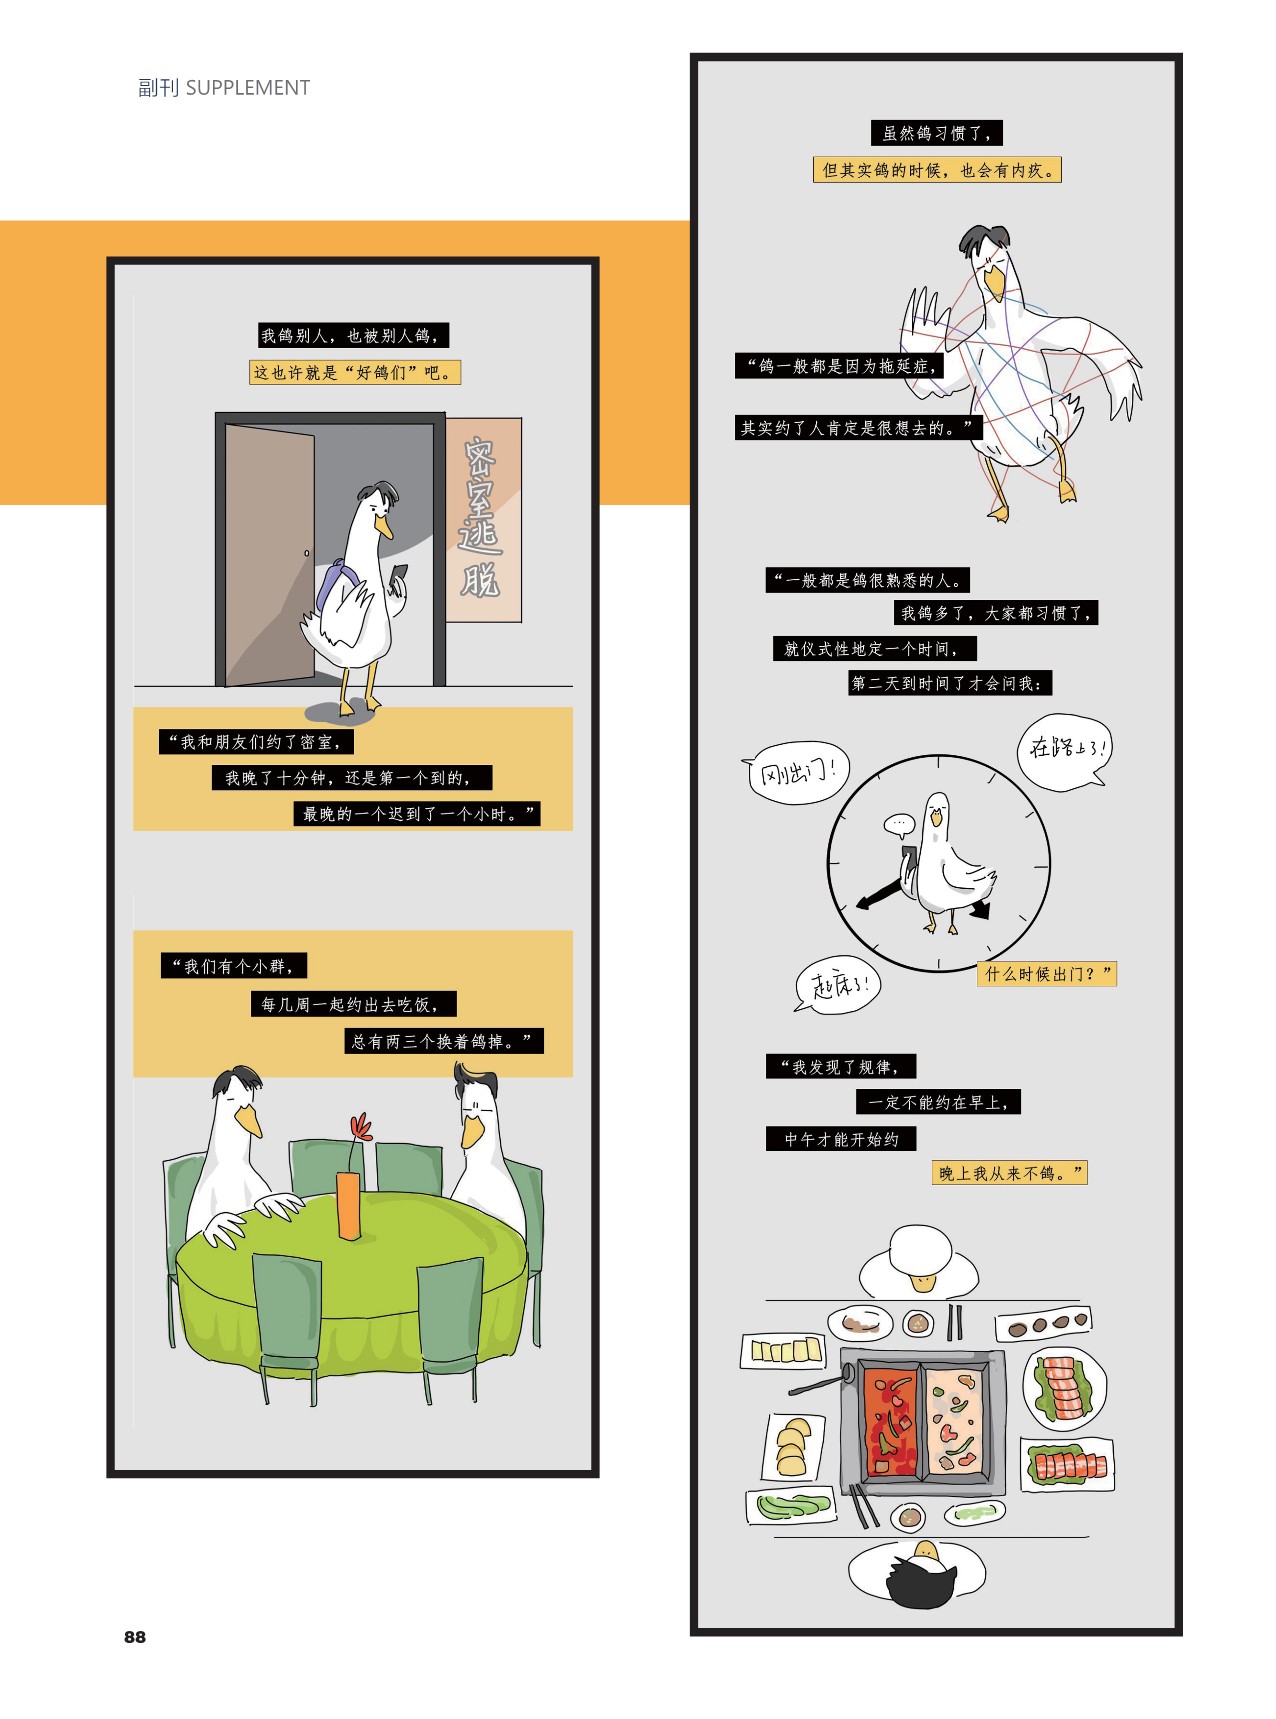 副刊 SUPPLEMENT
我鸽别人，也被别人鸽，
这也许就是“好鸽们”吧。
密室逃脱
“我和朋友们约了密室，
我晚了十分钟，还是第一个到的，
最晚的一个迟到了一个小时。”
“我们有个小群，
每几周一起约出去吃饭，
总有两三个换着鸽掉。”
虽然鸽习惯了，
但其实鸽的时候，也会有内疚。
“鸽一般都是因为拖延症，
其实约了人肯定是很想去的。”
“一般都是鸽很熟悉的人。
我鸽多了，大家都习惯了，
就仪式性地定一个时间，
第二天到时间了才会问我：
刚出门！
在路上了！
...
起床了！
什么时候出门？”
“我发现了规律，
一定不能约在早上，
中午才能开始约
晚上我从来不鸽。”
88